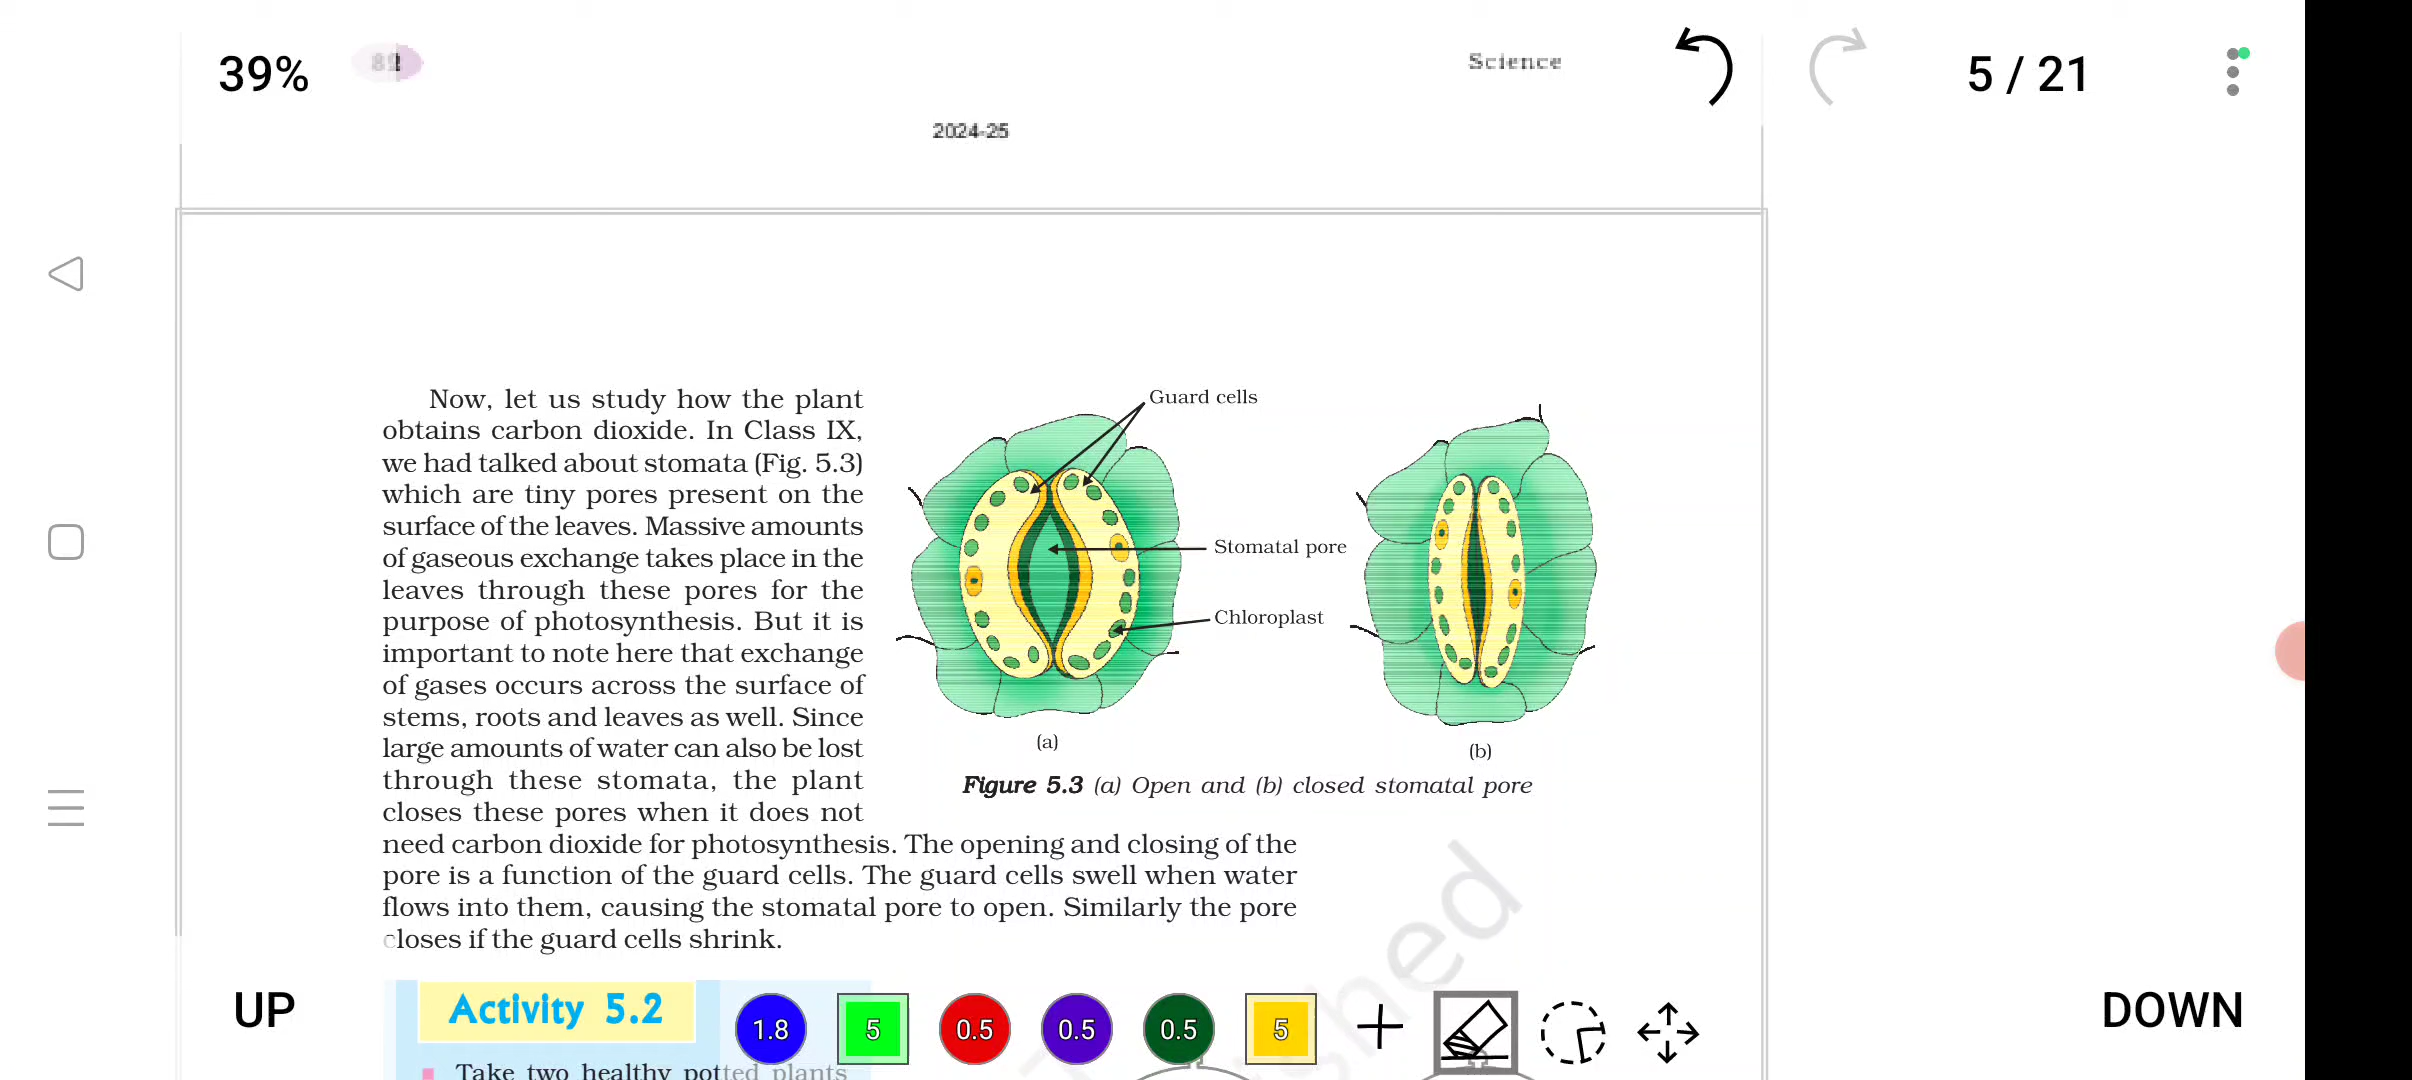 39%
Science
5 / 21
2024-25
Now, let us study how the plant
obtains carbon dioxide. In Class IX,
we had talked about stomata (Fig. 5.3)
which are tiny pores present on the
surface of the leaves. Massive amounts
of gaseous exchange takes place in the
leaves through these pores for the
purpose of photosynthesis. But it is
important to note here that exchange
of gases occurs across the surface of
stems, roots and leaves as well. Since
large amounts of water can also be lost
through these stomata, the plant
closes these pores when it does not
need carbon dioxide for photosynthesis. The opening and closing of the
pore is a function of the guard cells. The guard cells swell when water
flows into them, causing the stomatal pore to open. Similarly the pore
closes if the guard cells shrink.
Guard cells
Stomatal pore
Chloroplast
(a)
(b)
Figure 5.3 (a) Open and (b) closed stomatal pore
UP
Activity 5.2
1.8
5
0.5
0.5
0.5
5
DOWN
Take two healthy potted plants